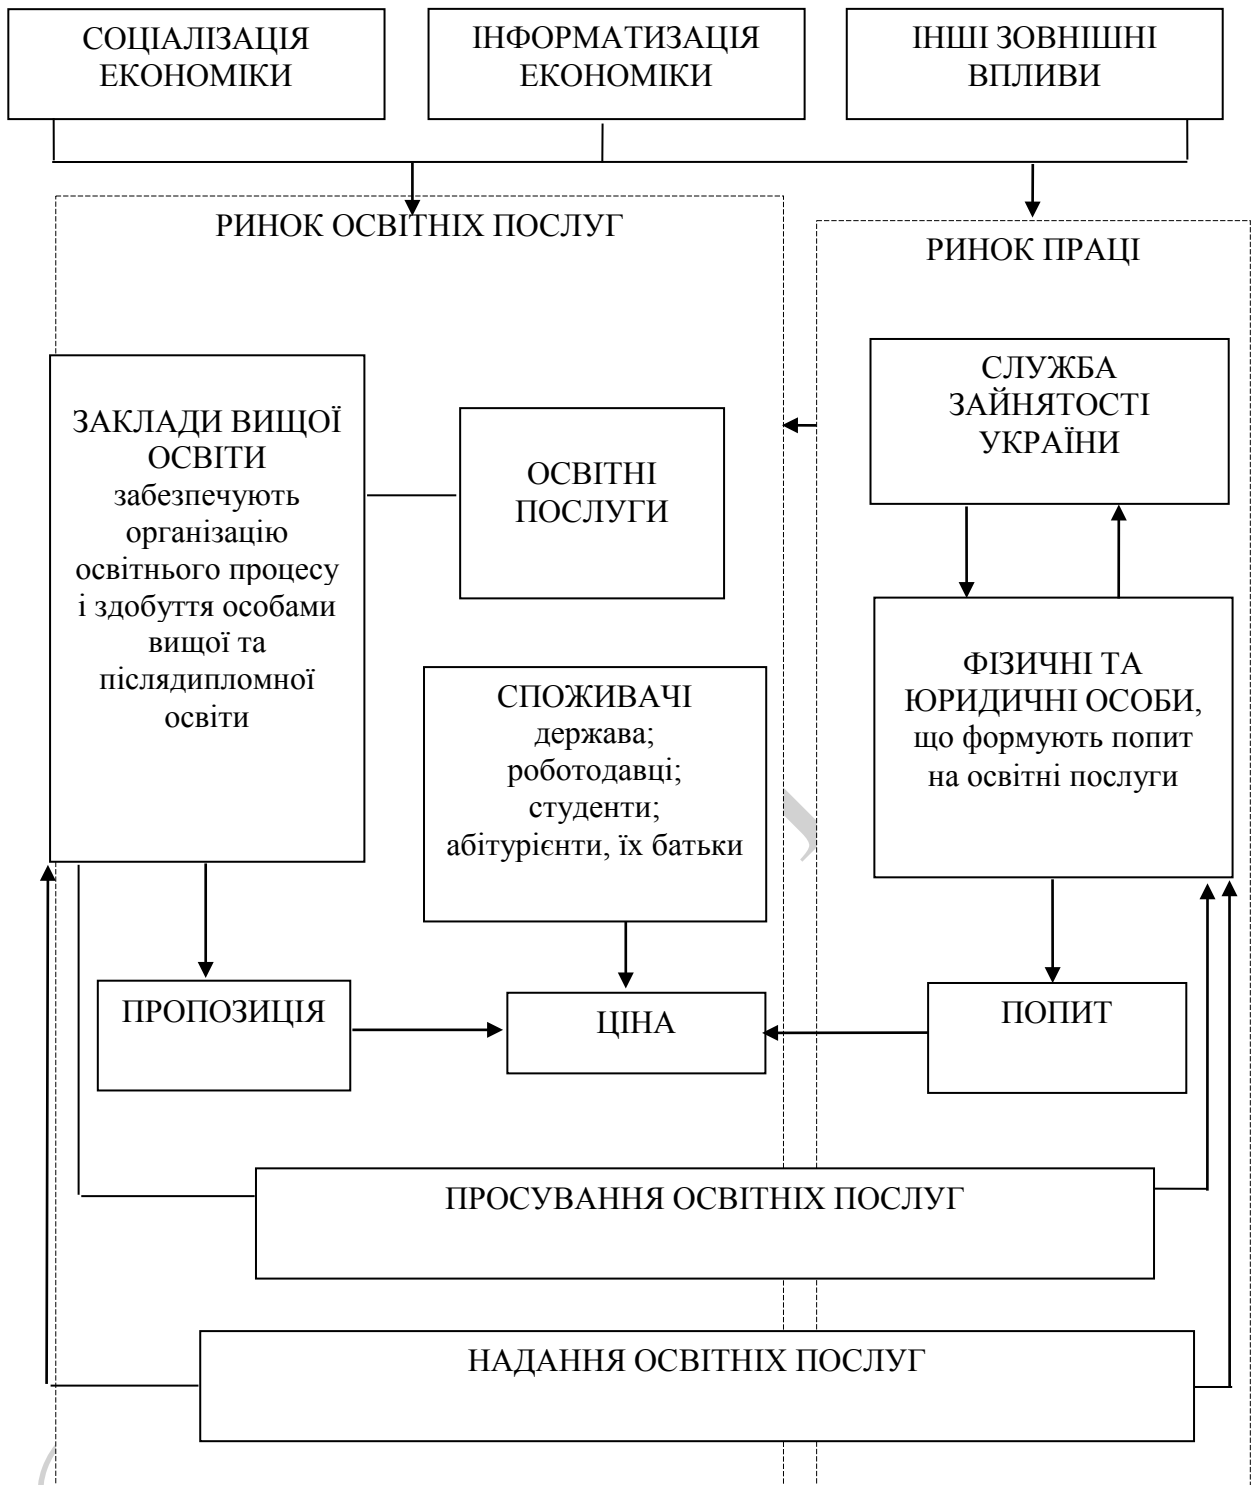 СОЦІАЛІЗАЦІЯ
ЕКОНОМІКИ
ІНФОРМАТИЗАЦІЯ
ЕКОНОМІКИ
ІНШІ ЗОВНІШНІ
ВПЛИВИ
РИНОК ОСВІТНІХ ПОСЛУГ
РИНОК ПРАЦІ
ЗАКЛАДИ ВИЩОЇ
ОСВІТИ
забезпечують
організацію
освітнього процесу
і здобуття особами
вищої та
післядипломної
освіти
ОСВІТНІ
ПОСЛУГИ
СЛУЖБА
ЗАЙНЯТОСТІ
УКРАЇНИ
СПОЖИВАЧІ
держава;
роботодавці;
студенти;
абітурієнти, їх батьки
ФІЗИЧНІ ТА
ЮРИДИЧНІ ОСОБИ,
що формують попит
на освітні послуги
ПРОПОЗИЦІЯ
ЦІНА
ПОПИТ
ПРОСУВАННЯ ОСВІТНІХ ПОСЛУГ
НАДАННЯ ОСВІТНІХ ПОСЛУГ